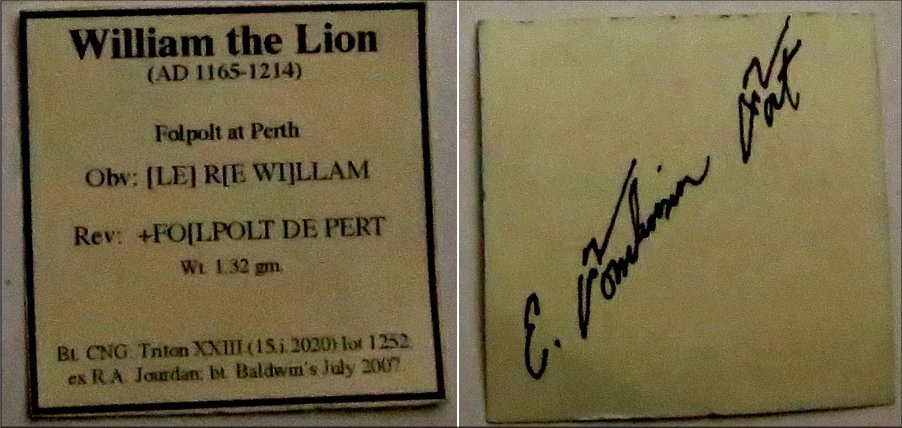 William the Lion
(AD 1165-1214)
Folpolt at Perth
Obv: [LE] R[E WI]LLAM
Rev: +FO[LPOLT DE PERT
Wt. 1.32 gm.
Bt. CNG: Triton XXIII (15.i.2020) lot 1252.
ex R.A. Jourdan; bt. Baldwin's July 2007.
E.